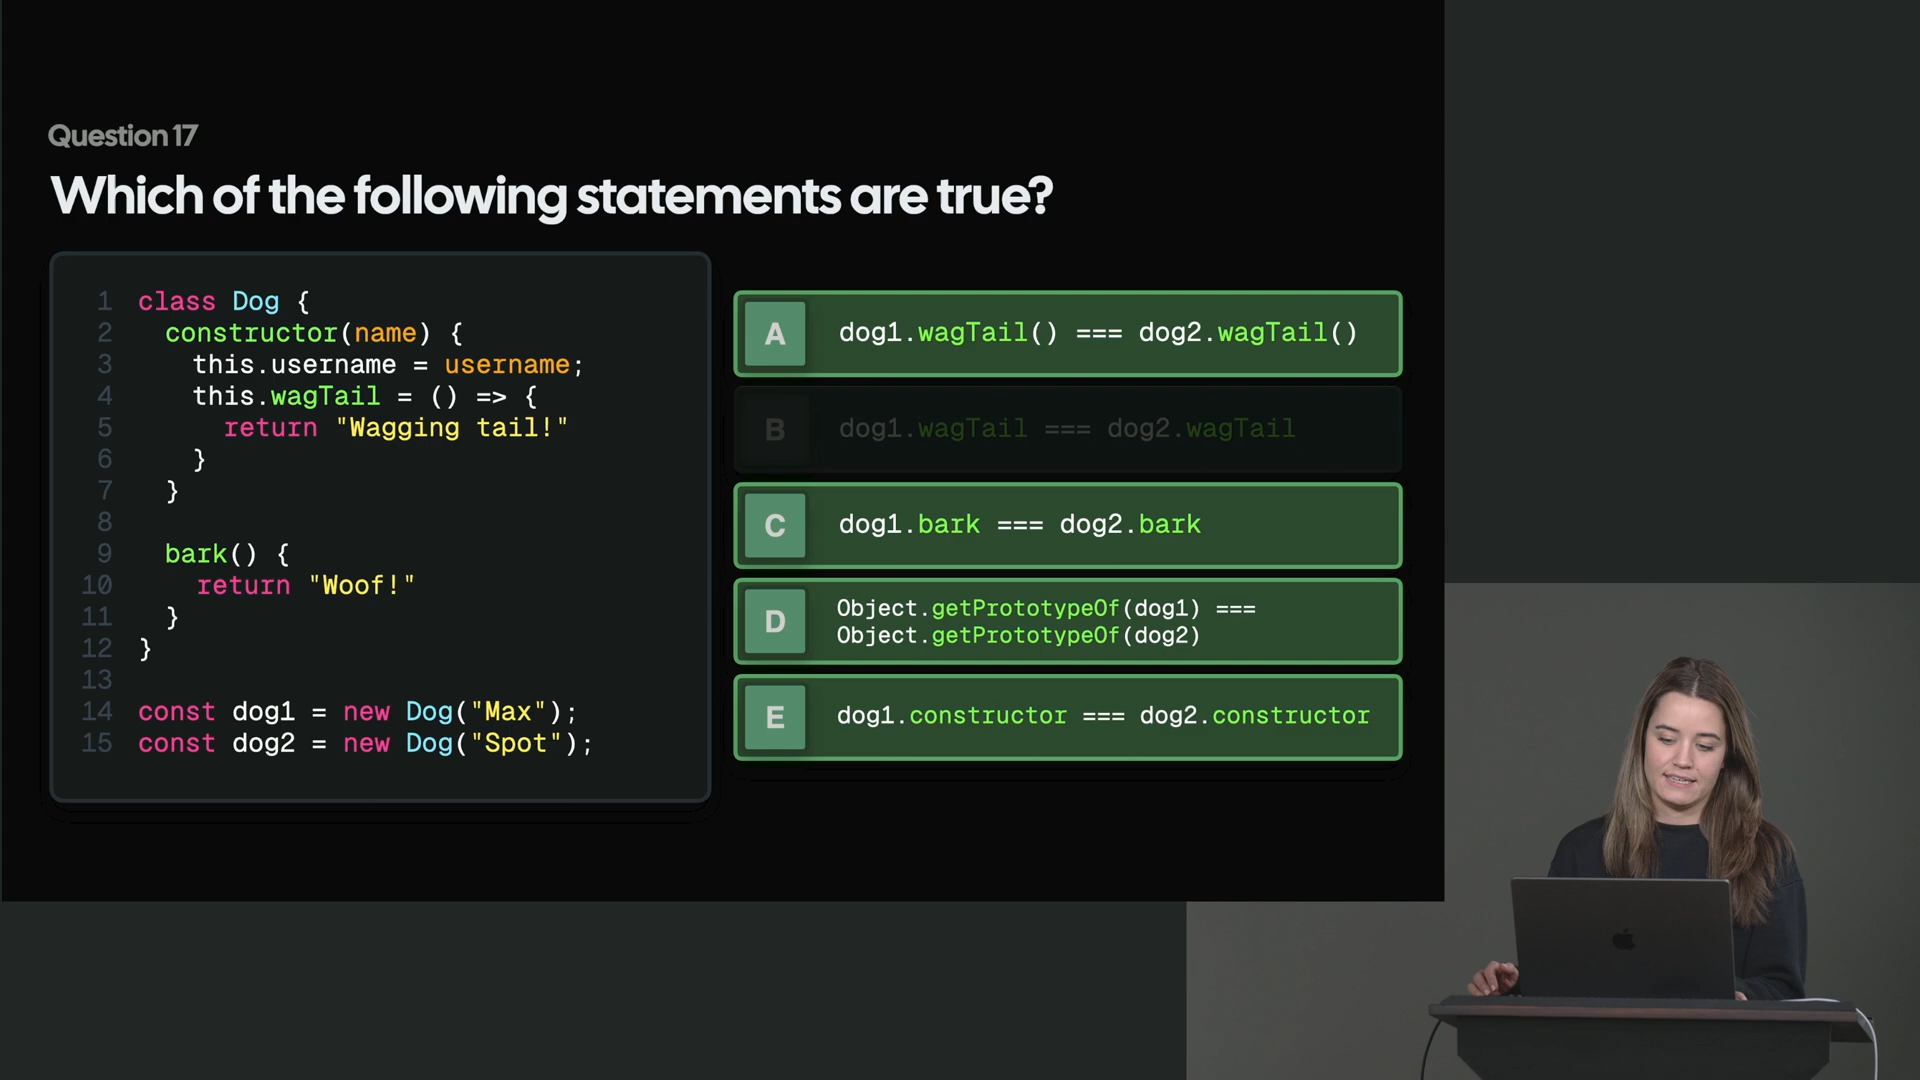 Question 17
Which of the following statements are true?
1 class Dog {
2 constructor(name) {
3 this.username = username;
4 this.wagTail = () => {
5 return "Wagging tail!"
6 }
7 }
8
9 bark() {
10 return "Woof!"
11 }
12 }
13
14 const dog1 = new Dog("Max");
15 const dog2 = new Dog("Spot");
A dog1.wagTail() === dog2.wagTail()
B dog1.wagTail === dog2.wagTail
C dog1.bark === dog2.bark
D Object.getPrototypeOf(dog1) ===
Object.getPrototypeOf(dog2)
E dog1.constructor === dog2.constructor